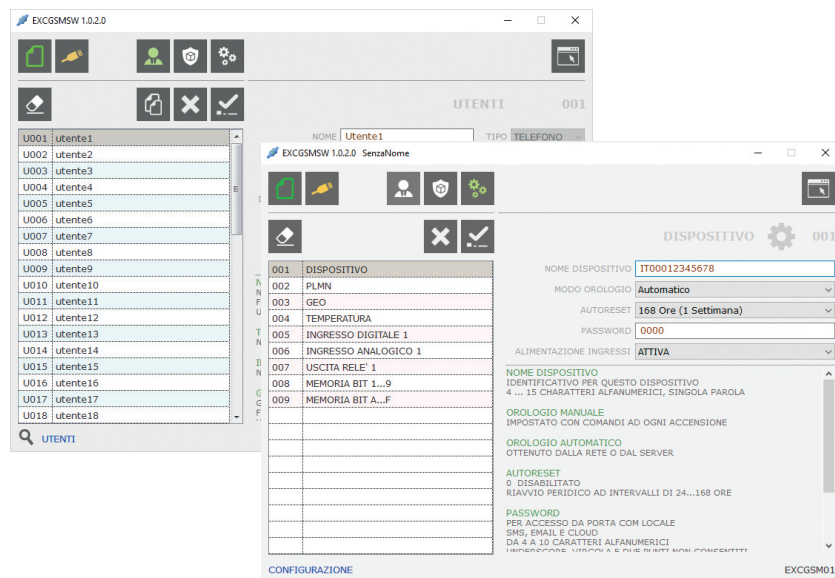 EXCGSMSW 1.0.2.0
UTENTI 001
NOME Utente1 TIPO TELEFONO
U001 utente1
U002 utente2
U003 utente3
U004 utente4
U005 utente5
U006 utente6
U007 utente7
U008 utente8
U009 utente9
U010 utente10
U011 utente11
U012 utente12
U013 utente13
U014 utente14
U015 utente15
U016 utente16
U017 utente17
U018 utente18
UTENTI
EXCGSMSW 1.0.2.0 SenzaNome
DISPOSITIVO 001
001 DISPOSITIVO
002 PLMN
003 GEO
004 TEMPERATURA
005 INGRESSO DIGITALE 1
006 INGRESSO ANALOGICO 1
007 USCITA RELE' 1
008 MEMORIA BIT 1...9
009 MEMORIA BIT A...F
NOME DISPOSITIVO IT00012345678
MODO OROLOGIO Automatico
AUTORESET 168 Ore (1 Settimana)
PASSWORD 0000
ALIMENTAZIONE INGRESSI ATTIVA
NOME DISPOSITIVO
IDENTIFICATIVO PER QUESTO DISPOSITIVO
4 ... 15 CHARATTERI ALFANUMERICI, SINGOLA PAROLA
OROLOGIO MANUALE
IMPOSTATO CON COMANDI AD OGNI ACCENSIONE
OROLOGIO AUTOMATICO
OTTENUTO DALLA RETE O DAL SERVER
AUTORESET
0 DISABILITATO
RIAVVIO PERIDICO AD INTERVALLI DI 24...168 ORE
PASSWORD
PER ACCESSO DA PORTA COM LOCALE
SMS, EMAIL E CLOUD
DA 4 A 10 CARATTERI ALFANUMERICI
UNDERSCORE, VIRGOLA E DUE PUNTI NON CONSENTITI
CONFIGURAZIONE
EXCGSM01